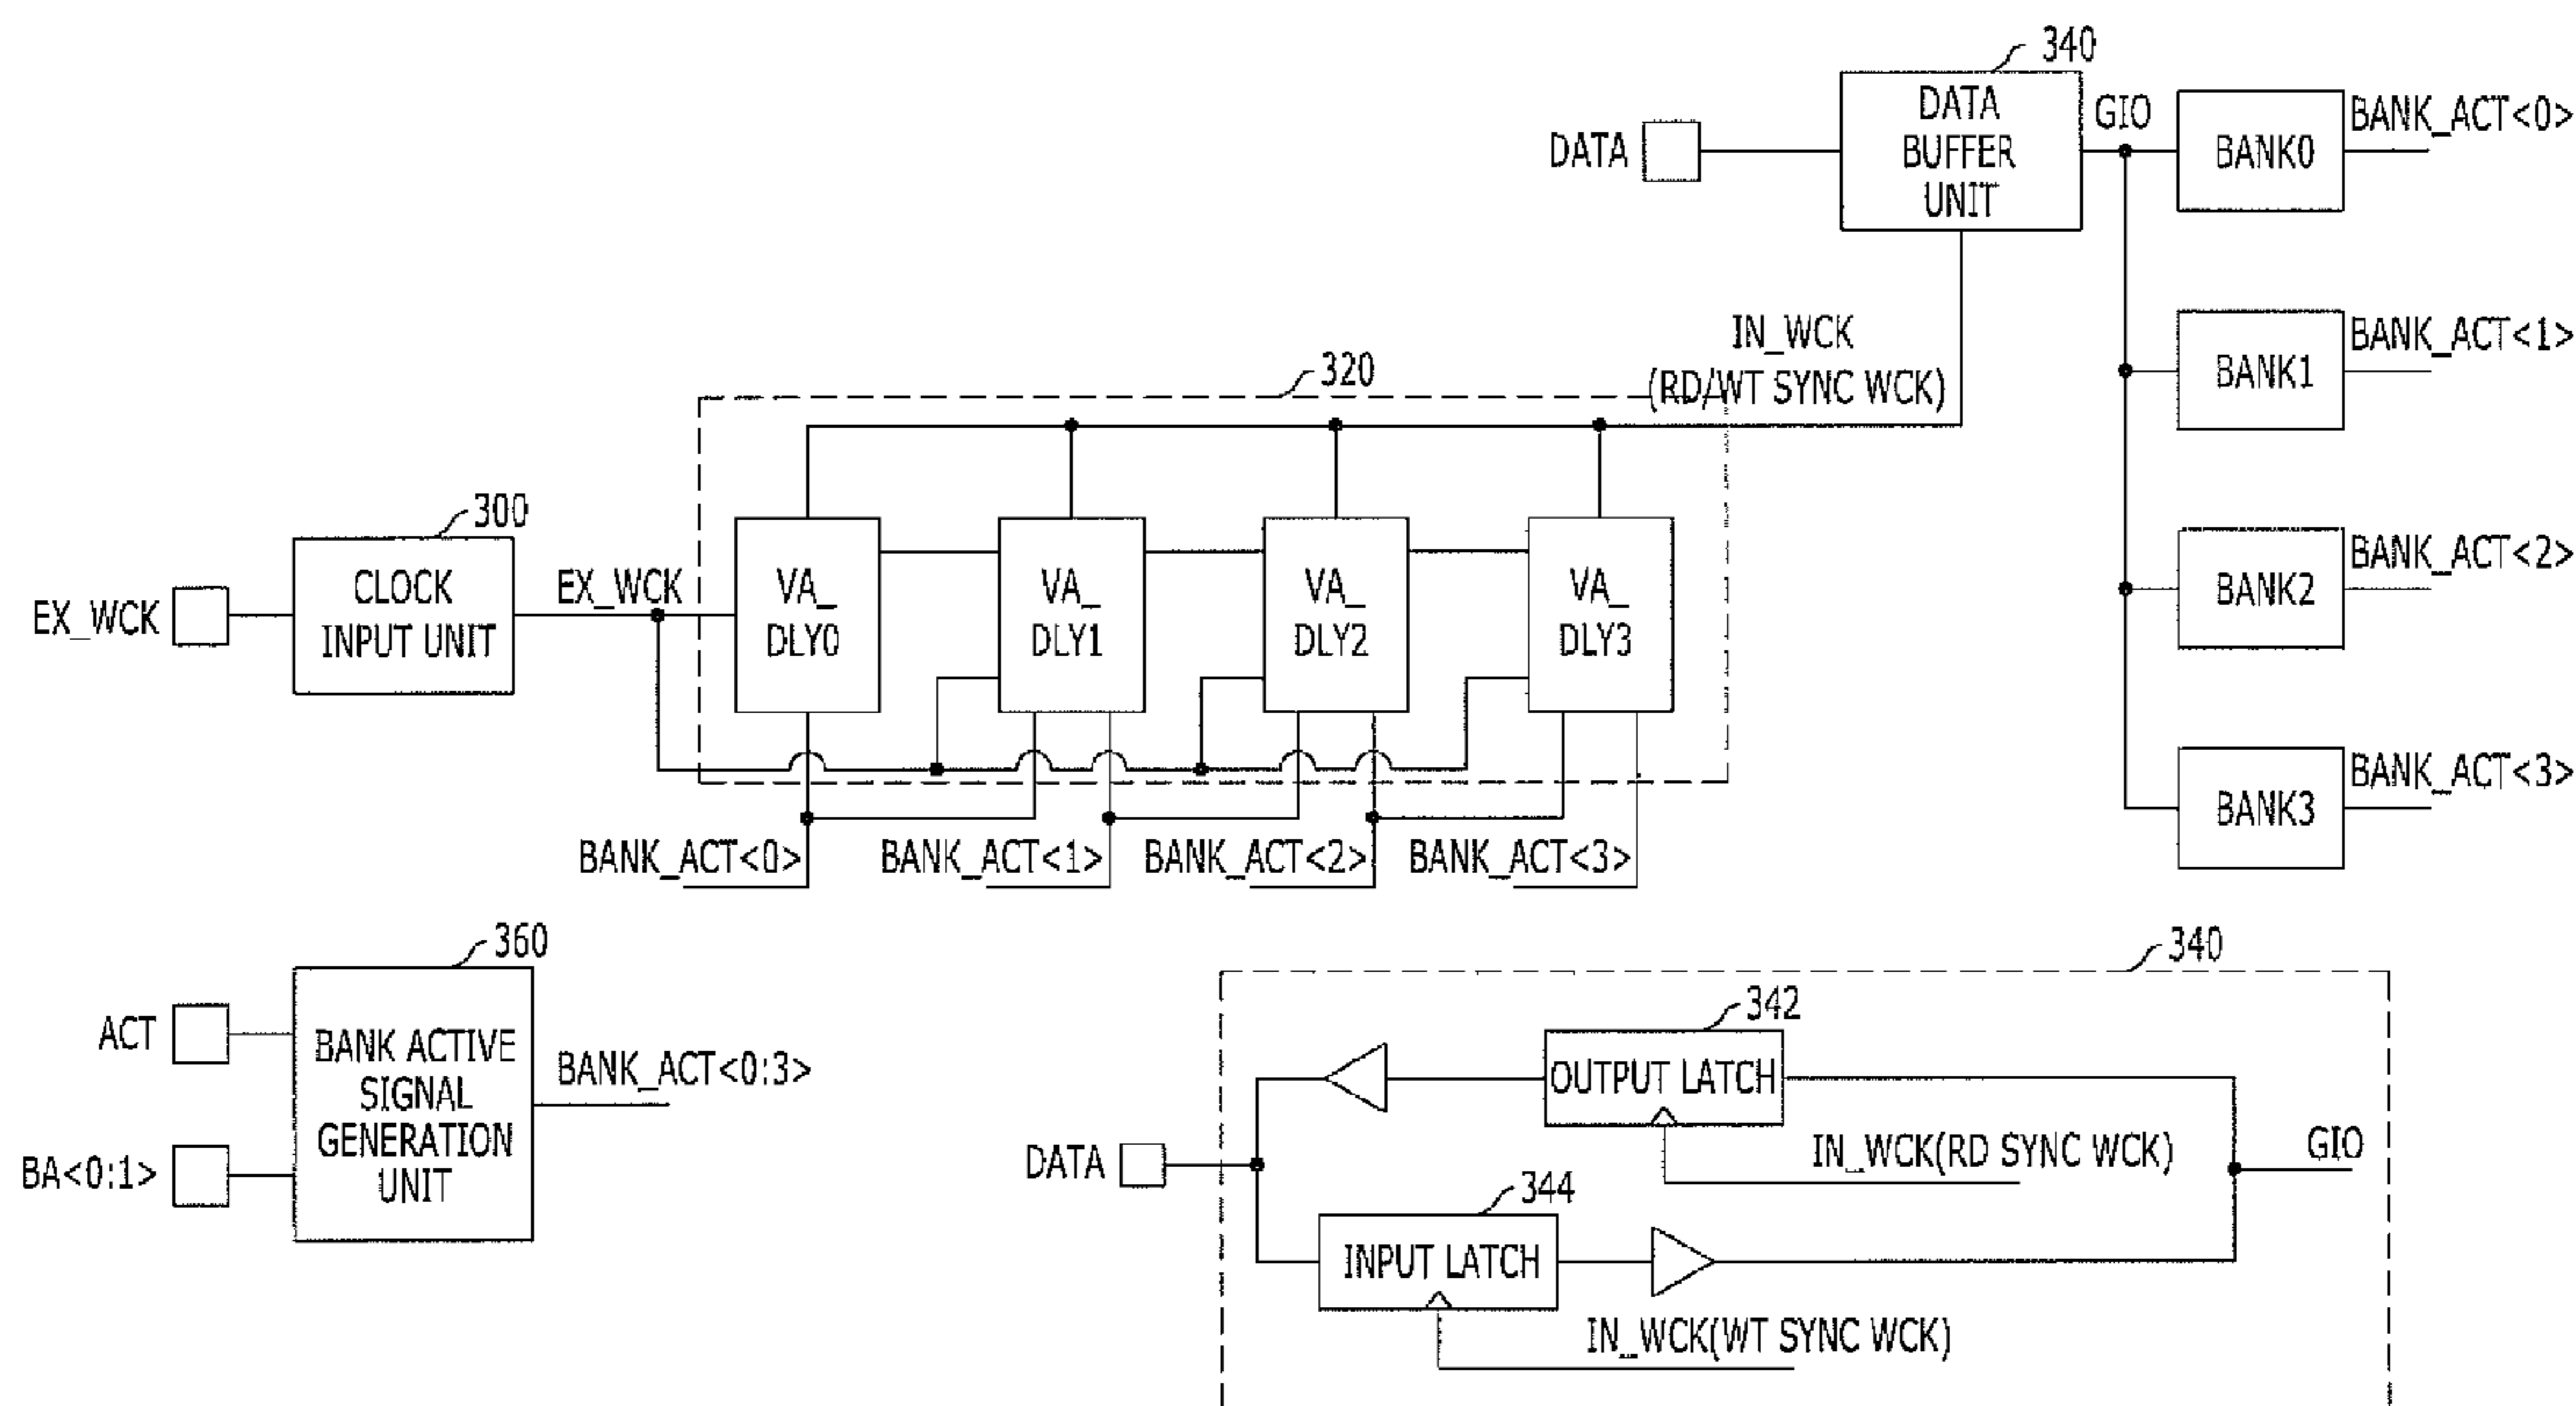 340
DATA
BUFFER
UNIT
DATA
GIO
BANK0
BANK_ACT<0>
BANK1
BANK_ACT<1>
BANK2
BANK_ACT<2>
BANK3
BANK_ACT<3>
IN_WCK
(RD/WT SYNC WCK)
320
300
EX_WCK
CLOCK
INPUT UNIT
EX_WCK
VA_
DLY0
VA_
DLY1
VA_
DLY2
VA_
DLY3
BANK_ACT<0>
BANK_ACT<1>
BANK_ACT<2>
BANK_ACT<3>
360
ACT
BA<0:1>
BANK ACTIVE
SIGNAL
GENERATION
UNIT
BANK_ACT<0:3>
340
342
OUTPUT LATCH
IN_WCK(RD SYNC WCK)
DATA
GIO
344
INPUT LATCH
IN_WCK(WT SYNC WCK)